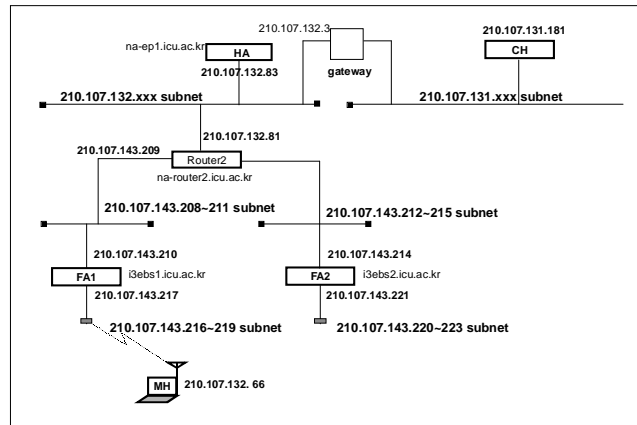 210.107.132.3
210.107.131.181
na-ep1.icu.ac.kr
HA
CH
gateway
210.107.132.83
210.107.132.xxx subnet
210.107.131.xxx subnet
210.107.132.81
210.107.143.209
Router2
na-router2.icu.ac.kr
210.107.143.208~211 subnet
210.107.143.212~215 subnet
210.107.143.210
210.107.143.214
FA1
i3ebs1.icu.ac.kr
FA2
i3ebs2.icu.ac.kr
210.107.143.217
210.107.143.221
210.107.143.216~219 subnet
210.107.143.220~223 subnet
MH
210.107.132. 66